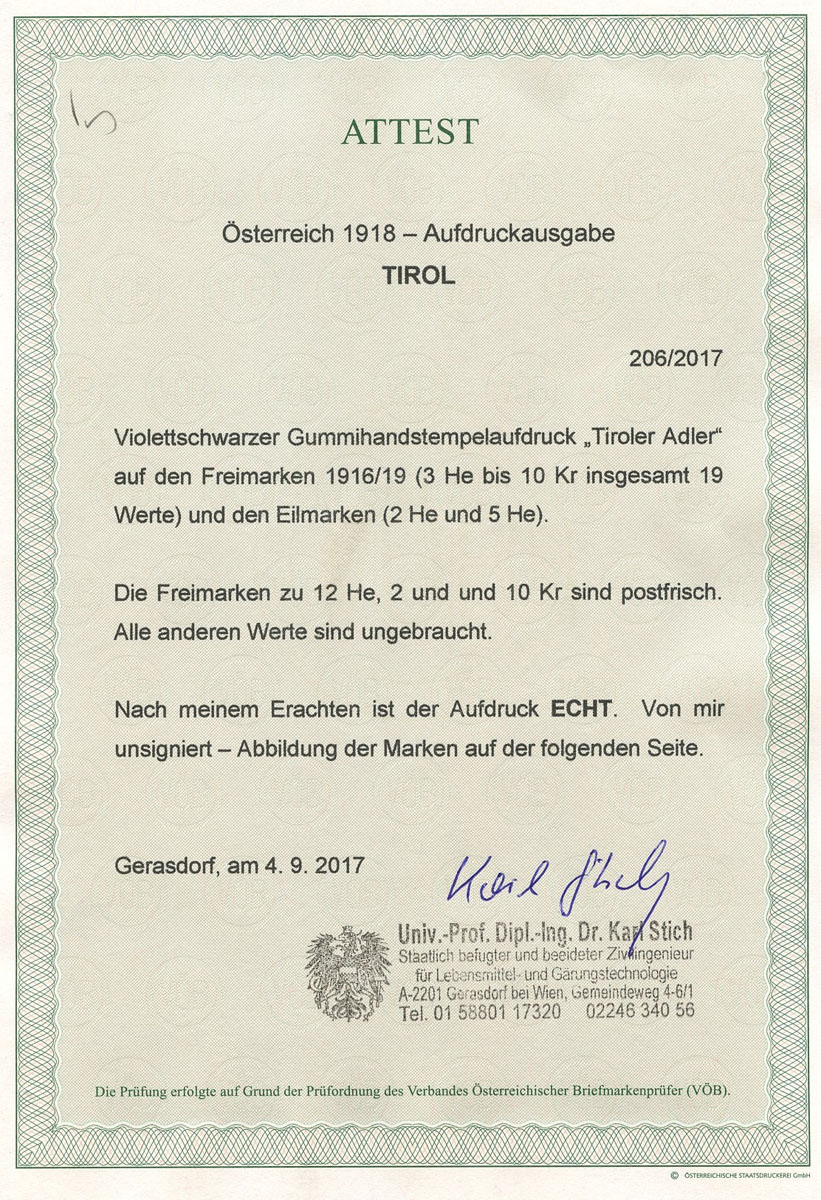 ATTEST
Österreich 1918 – Aufdruckausgabe
TIROL
206/2017
Violettschwarzer Gummihandstempelaufdruck „Tiroler Adler“
auf den Freimarken 1916/19 (3 He bis 10 Kr insgesamt 19
Werte) und den Eilmarken (2 He und 5 He).
Die Freimarken zu 12 He, 2 und und 10 Kr sind postfrisch.
Alle anderen Werte sind ungebraucht.
Nach meinem Erachten ist der Aufdruck ECHT. Von mir
unsigniert – Abbildung der Marken auf der folgenden Seite.
Gerasdorf, am 4. 9. 2017
Karl Stich
Univ.-Prof. Dipl.-Ing. Dr. Karl Stich
Staatlich befugter und beeideter Zivilingenieur
für Lebensmittel- und Gärungstechnologie
A-2201 Gerasdorf bei Wien, Gemeindeweg 4-6/1
Tel. 01 58801 17320 02246 340 56
Die Prüfung erfolgte auf Grund der Prüfordnung des Verbandes Österreichischer Briefmarkenprüfer (VÖB).
© ÖSTERREICHISCHE STAATSDRUCKEREI GmbH